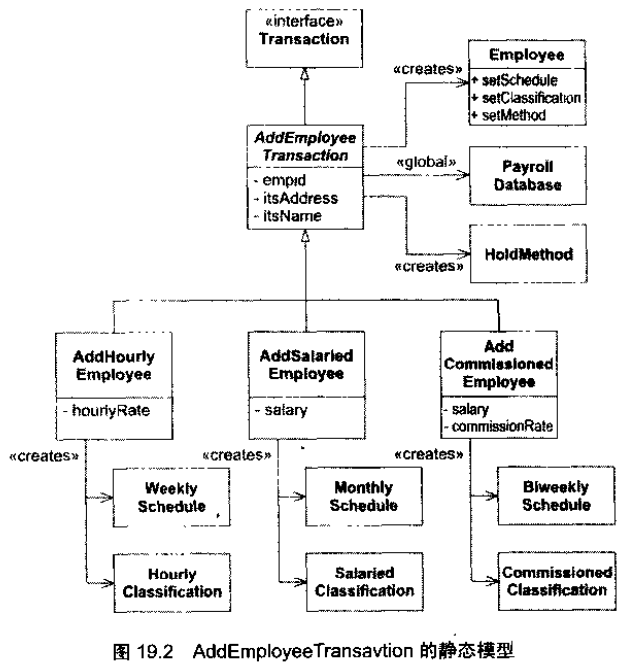 «interface»
Transaction
Employee
+ setSchedule
+ setClassification
+ setMethod
«creates»
AddEmployee
Transaction
- empid
- itsAddress
- itsName
«global»
Payroll
Database
HoldMethod
«creates»
AddHourly
Employee
- hourlyRate
AddSalaried
Employee
- salary
Add
Commissioned
Employee
- salary
- commissionRate
«creates»
«creates»
«creates»
Weekly
Schedule
Monthly
Schedule
Biweekly
Schedule
Hourly
Classification
Salaried
Classification
Commissioned
Classification
图 19.2 AddEmployeeTransavtion 的静态模型